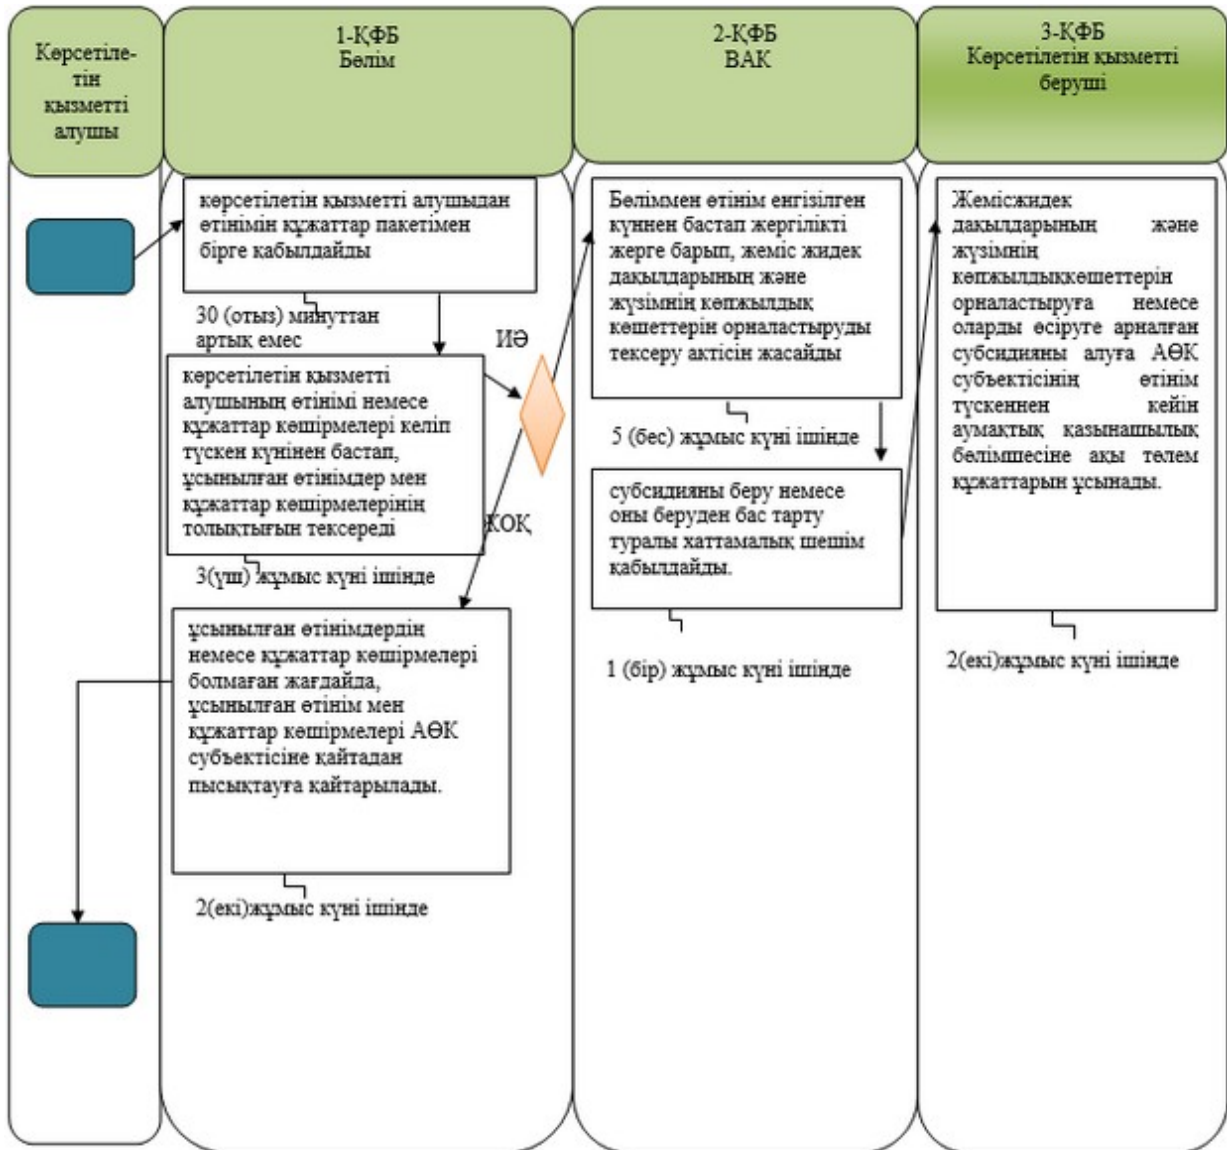 Көрсетіле-
тін
қызметті
алушы
1-ҚФБ
Бөлім
2-ҚФБ
ВАК
3-ҚФБ
Көрсетілетін қызметті
беруші
көрсетілетін қызметті алушыдан
өтінімін құжаттар пакетімен
бірге қабылдайды
30 (отыз) минуттан
артық емес
ИӘ
көрсетілетін қызметті
алушының өтінімі немесе
құжаттар көшірмелері келіп
түскен күнінен бастап,
ұсынылған өтінімдер мен
құжаттар көшірмелерінің
толықтығын тексереді
ЖОҚ
3(үш) жұмыс күні ішінде
ұсынылған өтінімдердің
немесе құжаттар көшірмелері
болмаған жағдайда,
ұсынылған өтінім мен
құжаттар көшірмелері АӨК
субъектісіне қайтадан
пысықтауға қайтарылады.
2(екі)жұмыс күні ішінде
Бөліммен өтінім енгізілген
күннен бастап жергілікті
жерге барып, жеміс жидек
дақылдарының және
жүзімнің көпжылдық
көшеттерін орналастыруды
тексеру актісін жасайды
5 (бес) жұмыс күні ішінде
субсидияны беру немесе
оны беруден бас тарту
туралы хаттамалық шешім
қабылдайды.
1 (бір) жұмыс күні ішінде
Жемісжидек
дақылдарының және
жүзімнің
көпжылдыққөшеттерін
орналастыруға немесе
оларды өсіруге арналған
субсидияны алуға АӨК
субъектісінің өтінім
түскеннен кейін
аумақтық қазынашылық
бөлімшесіне ақы төлем
құжаттарын ұсынады.
2(екі)жұмыс күні ішінде